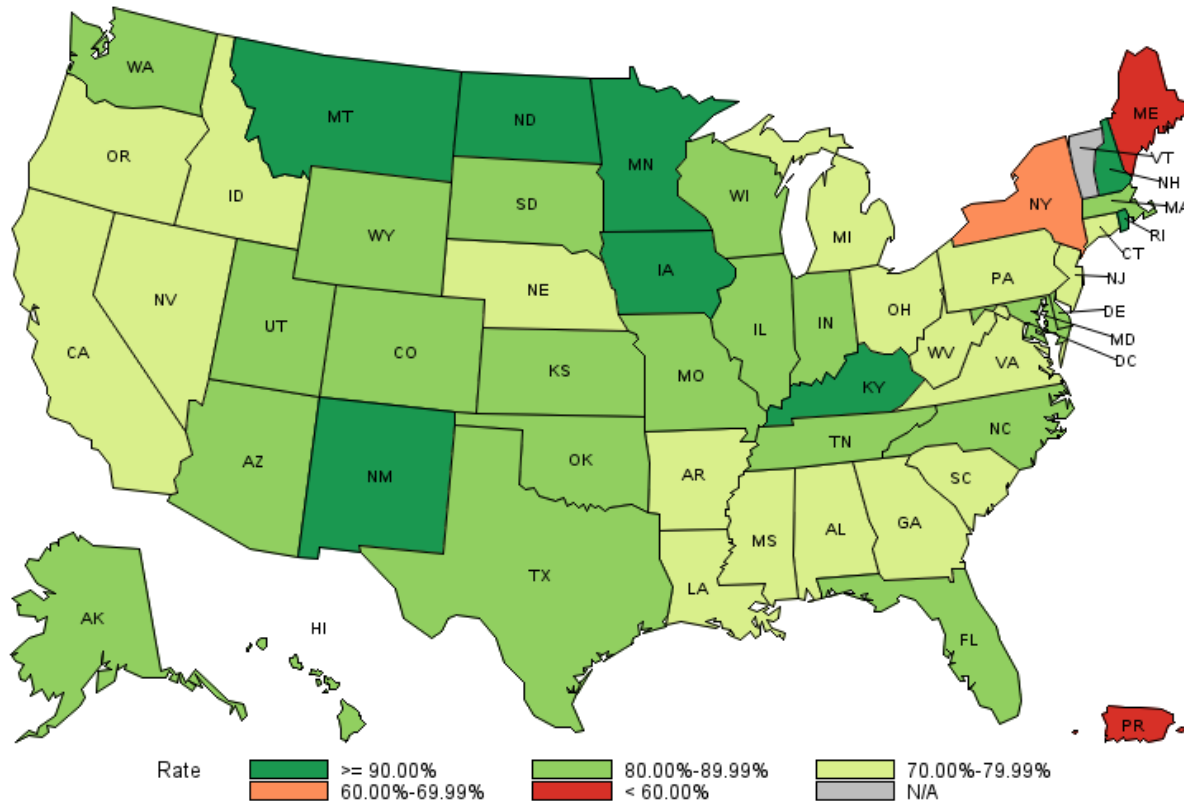 WA
MT
ND
ME
MN
VT
OR
NH
ID
SD
WI
NY
MA
WY
MI
RI
CT
IA
PA
NJ
NE
NV
OH
DE
UT
IL
IN
MD
CA
CO
WV
DC
KS
MO
VA
KY
NC
TN
AZ
OK
NM
AR
SC
GA
AL
MS
TX
LA
AK
HI
FL
PR
Rate >= 90.00% 80.00%-89.99% 70.00%-79.99%
60.00%-69.99% < 60.00% N/A